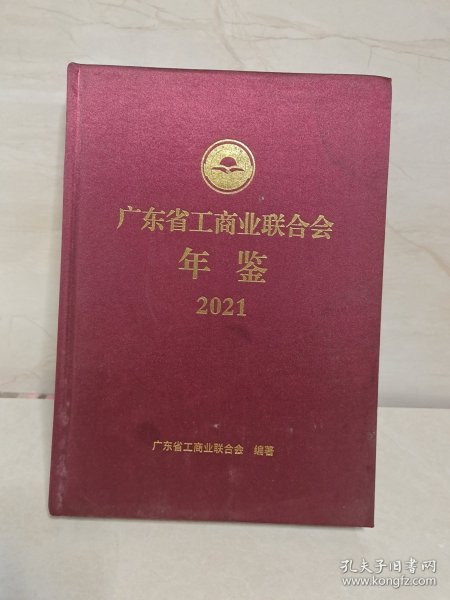 广东省工商业联合会
年鉴
2021
广东省工商业联合会 编著
孔夫子旧书网
www.kongfz.com